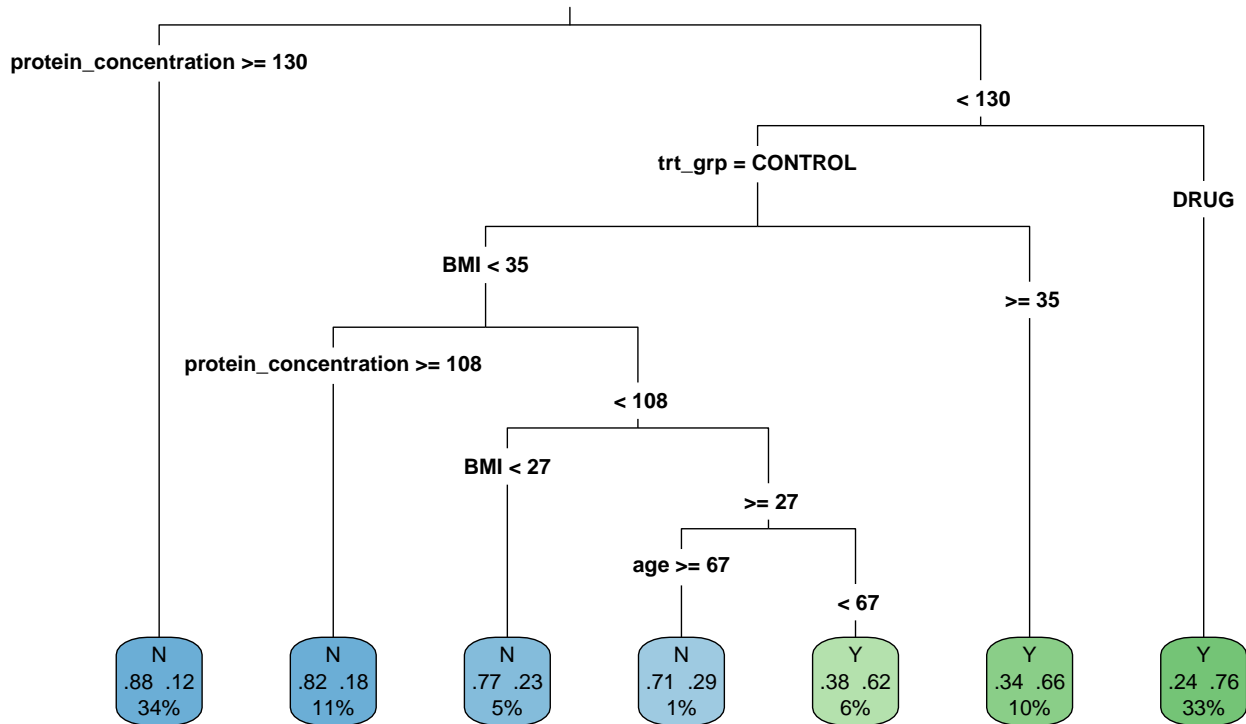 protein_concentration >= 130
< 130
trt_grp = CONTROL
DRUG
BMI < 35
>= 35
protein_concentration >= 108
< 108
BMI < 27
>= 27
age >= 67
< 67
N
.88 .12
34%
N
.82 .18
11%
N
.77 .23
5%
N
.71 .29
1%
Y
.38 .62
6%
Y
.34 .66
10%
Y
.24 .76
33%